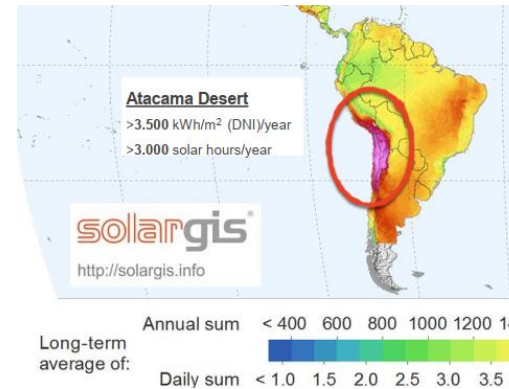 Atacama Desert
>3.500 kWh/m² (DNI)/year
>3.000 solar hours/year
solargis
http://solargis.info
Annual sum < 400 600 800 1000 1200 14
Long-term
average of:
Daily sum < 1.0 1.5 2.0 2.5 3.0 3.5